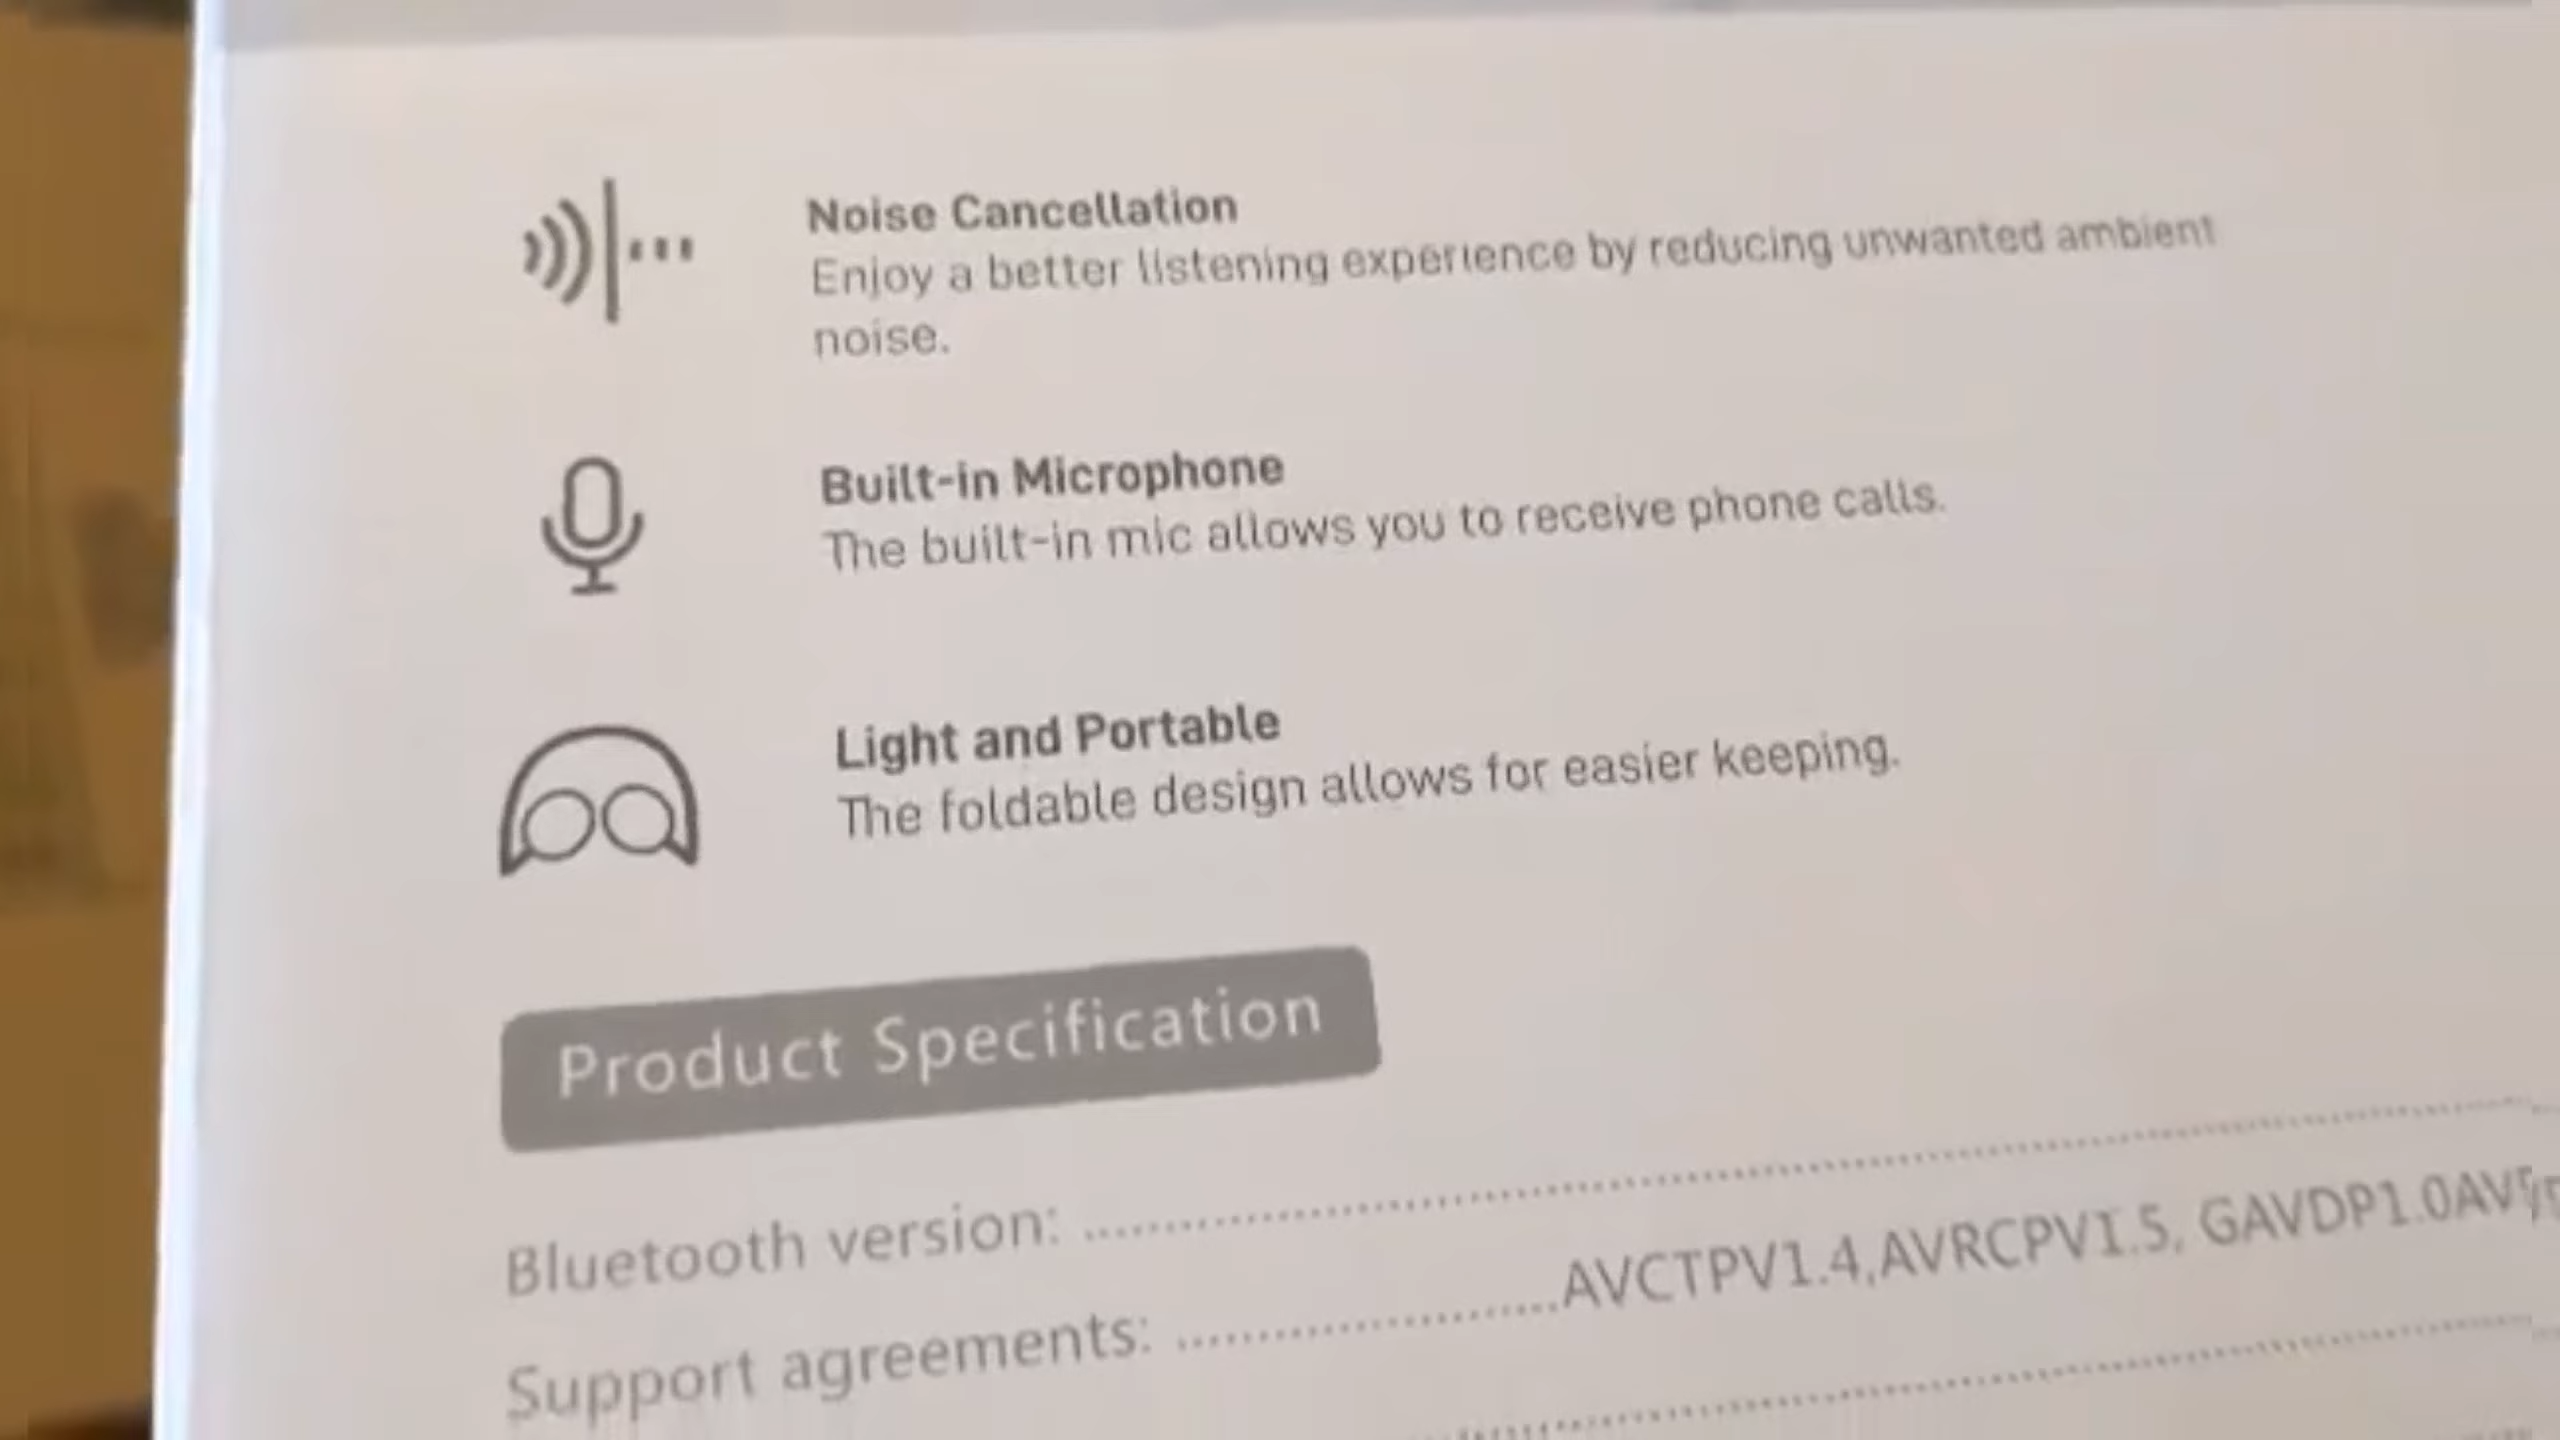 Noise Cancellation
Enjoy a better listening experience by reducing unwanted ambient
noise.
Built-in Microphone
The built-in mic allows you to receive phone calls.
Light and Portable
The foldable design allows for easier keeping.
Product Specification
Bluetooth version: ........................
Support agreements: ........................AVCTPV1.4,AVRCPV1.5, GAVDP1.0